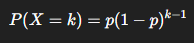 P(X = k) = p(1 − p)^{k−1}